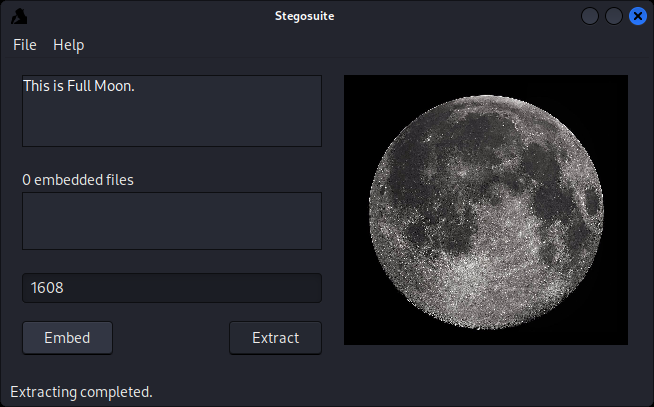 Stegosuite
File Help
This is Full Moon.
0 embedded files
1608
Embed Extract
Extracting completed.